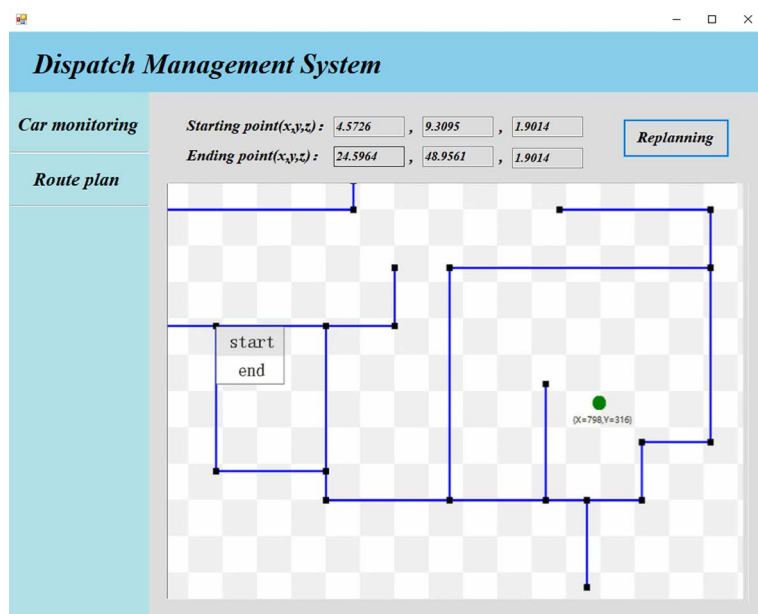 Dispatch Management System
Car monitoring
Route plan
Starting point(x,y,z) : 4.5726 , 9.3095 , 1.9014
Ending point(x,y,z) : 24.5964 , 48.9561 , 1.9014
Replanning
start
end
{X=798,Y=316}